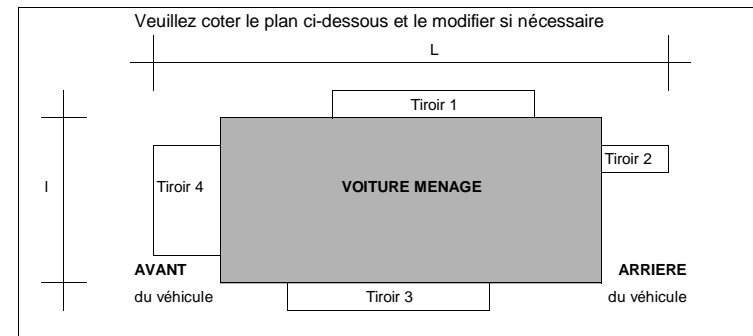 Veuillez coter le plan ci-dessous et le modifier si nécessaire
L
Tiroir 1
Tiroir 2
l
Tiroir 4
VOITURE MENAGE
AVANT
du véhicule
Tiroir 3
ARRIERE
du véhicule